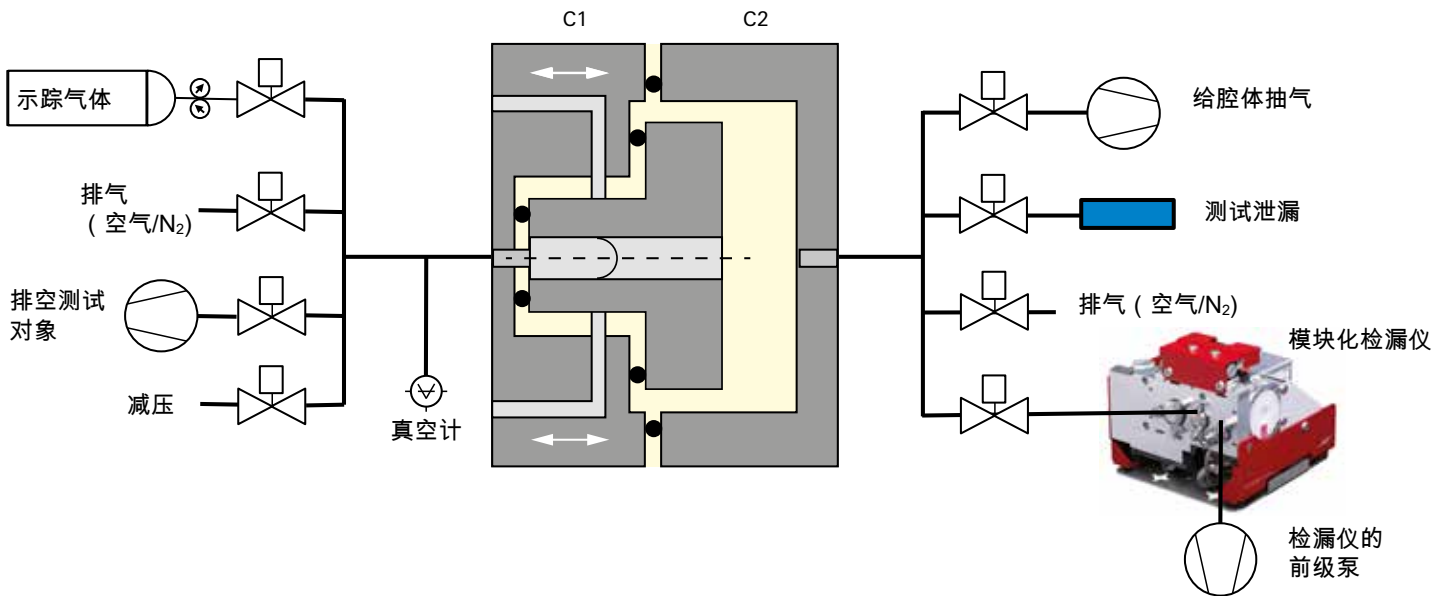 C1
C2
示踪气体
排气
（空气/N₂)
排空测试
对象
减压
真空计
给腔体抽气
测试泄漏
排气（空气/N₂)
模块化检漏仪
检漏仪的
前级泵